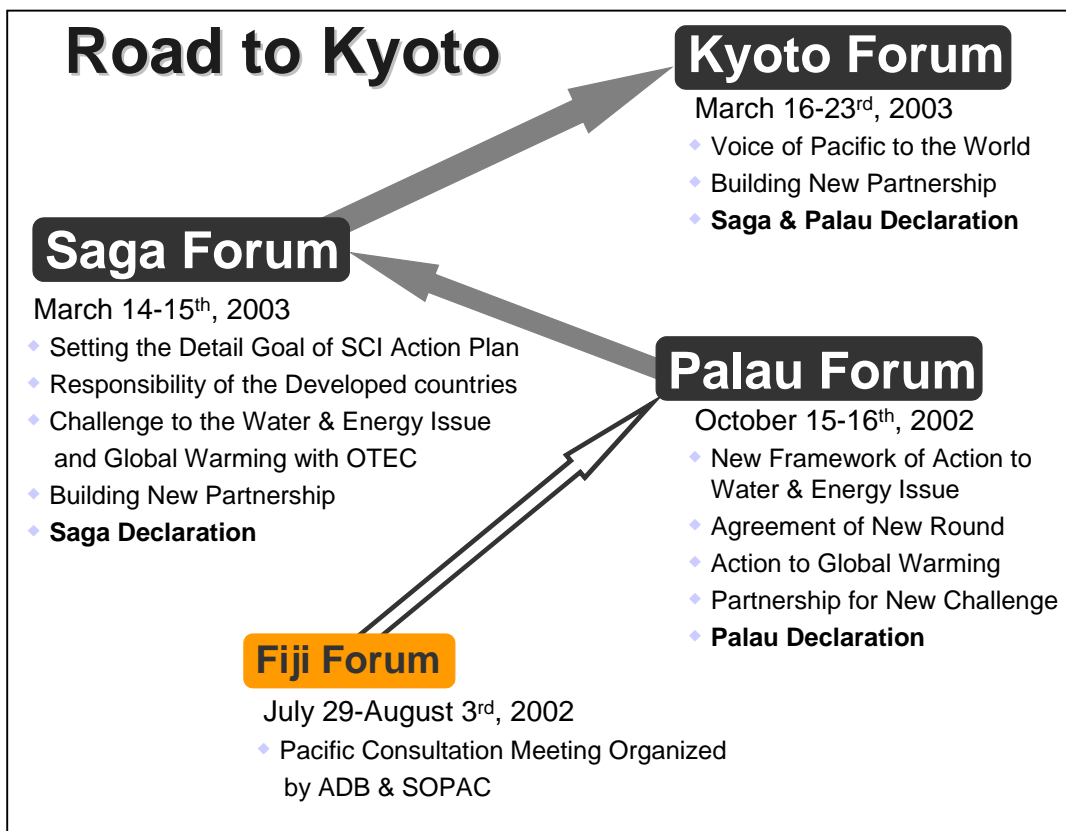 Road to Kyoto
Kyoto Forum
March 16-23rd, 2003
Voice of Pacific to the World
Building New Partnership
Saga & Palau Declaration
Saga Forum
March 14-15th, 2003
Setting the Detail Goal of SCI Action Plan
Responsibility of the Developed countries
Challenge to the Water & Energy Issue
and Global Warming with OTEC
Building New Partnership
Saga Declaration
Palau Forum
October 15-16th, 2002
New Framework of Action to
Water & Energy Issue
Agreement of New Round
Action to Global Warming
Partnership for New Challenge
Palau Declaration
Fiji Forum
July 29-August 3rd, 2002
Pacific Consultation Meeting Organized
by ADB & SOPAC